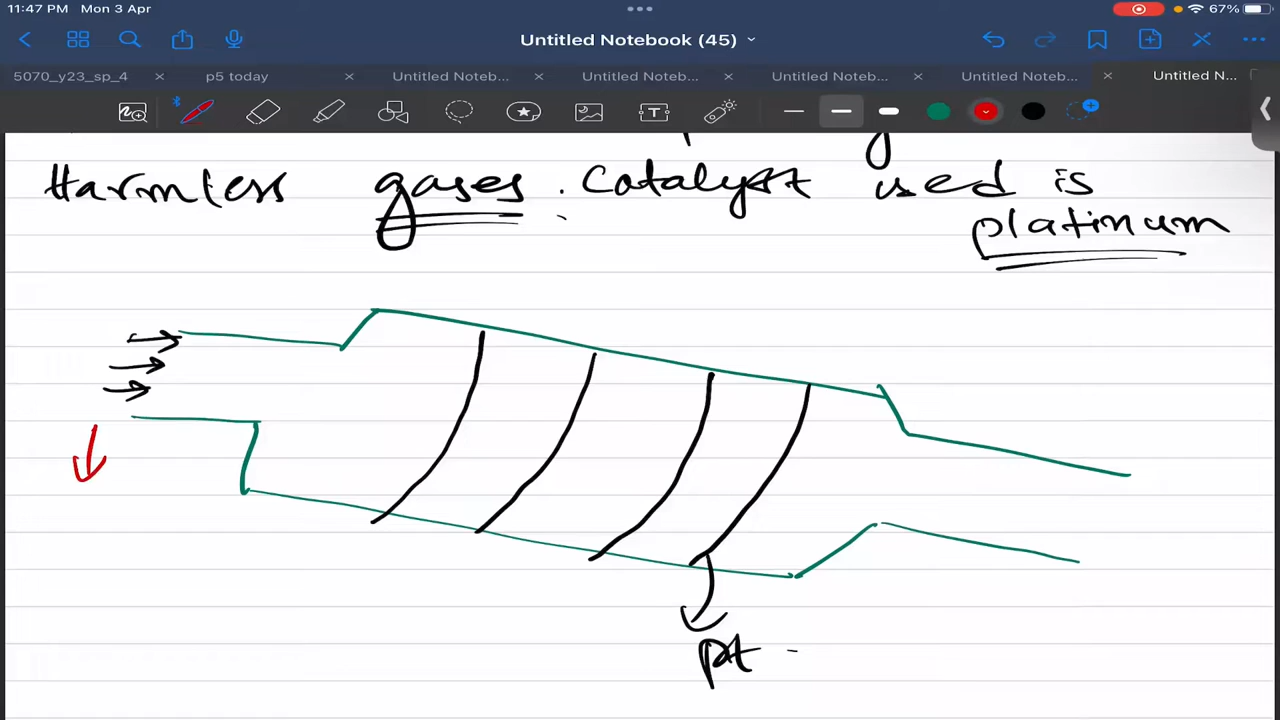 11:47 PM Mon 3 Apr
67%
Untitled Notebook (45)
5070_y23_sp_4
p5 today
Untitled Noteb...
Untitled Noteb...
Untitled Noteb...
Untitled Noteb...
Untitled N...
Harmless gases. Catalyst used is
platinum
pt -